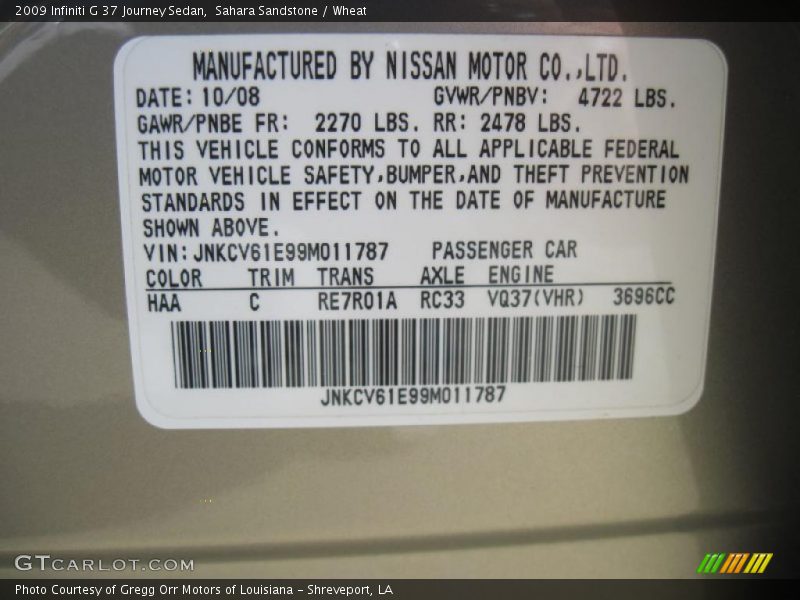 2009 Infiniti G 37 Journey Sedan,  Sahara Sandstone / Wheat
MANUFACTURED BY NISSAN MOTOR CO.,LTD.
DATE: 10/08 GVWR/PNBV: 4722 LBS.
GAWR/PNBE FR: 2270 LBS. RR: 2478 LBS.
THIS VEHICLE CONFORMS TO ALL APPLICABLE FEDERAL
MOTOR VEHICLE SAFETY,BUMPER,AND THEFT PREVENTION
STANDARDS IN EFFECT ON THE DATE OF MANUFACTURE
SHOWN ABOVE.
VIN: JNKCV61E99M011787 PASSENGER CAR
COLOR TRIM TRANS AXLE ENGINE
HAA C RE7R01A RC33 VQ37(VHR) 3696CC
JNKCV61E99M011787
GTCARLOT.COM
Photo Courtesy of Gregg Orr Motors of Louisiana - Shreveport, LA